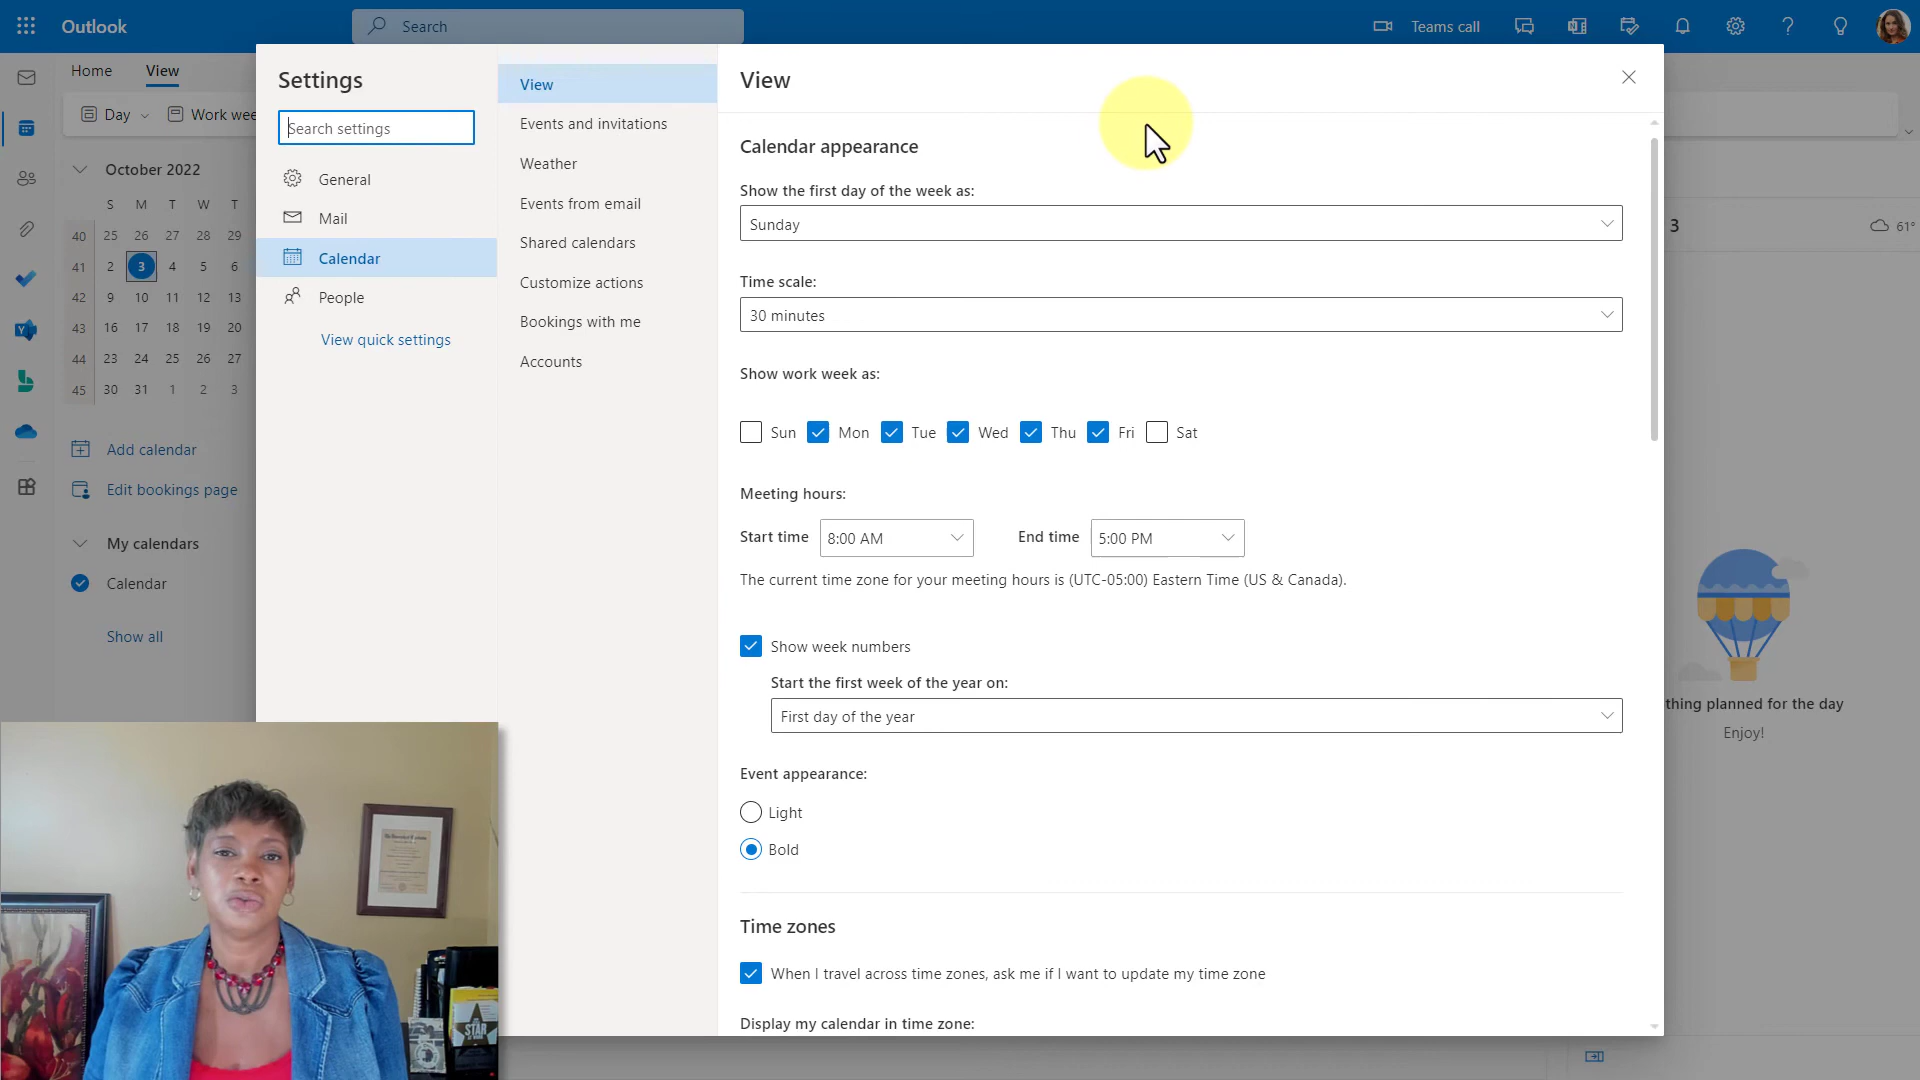 Outlook
Search
Teams call
Home
View
Day
Work wee
October 2022
S M T W T
40 25 26 27 28 29
41 2 3 4 5 6
42 9 10 11 12 13
43 16 17 18 19 20
44 23 24 25 26 27
45 30 31 1 2 3
Add calendar
Edit bookings page
My calendars
Calendar
Show all
Settings
Search settings
General
Mail
Calendar
People
View quick settings
View
Events and invitations
Weather
Events from email
Shared calendars
Customize actions
Bookings with me
Accounts
View
Calendar appearance
Show the first day of the week as:
Sunday
Time scale:
30 minutes
Show work week as:
Sun Mon Tue Wed Thu Fri Sat
Meeting hours:
Start time 8:00 AM End time 5:00 PM
The current time zone for your meeting hours is (UTC-05:00) Eastern Time (US & Canada).
Show week numbers
Start the first week of the year on:
First day of the year
Event appearance:
Light
Bold
Time zones
When I travel across time zones, ask me if I want to update my time zone
Display my calendar in time zone:
3
61°
thing planned for the day
Enjoy!
STAR